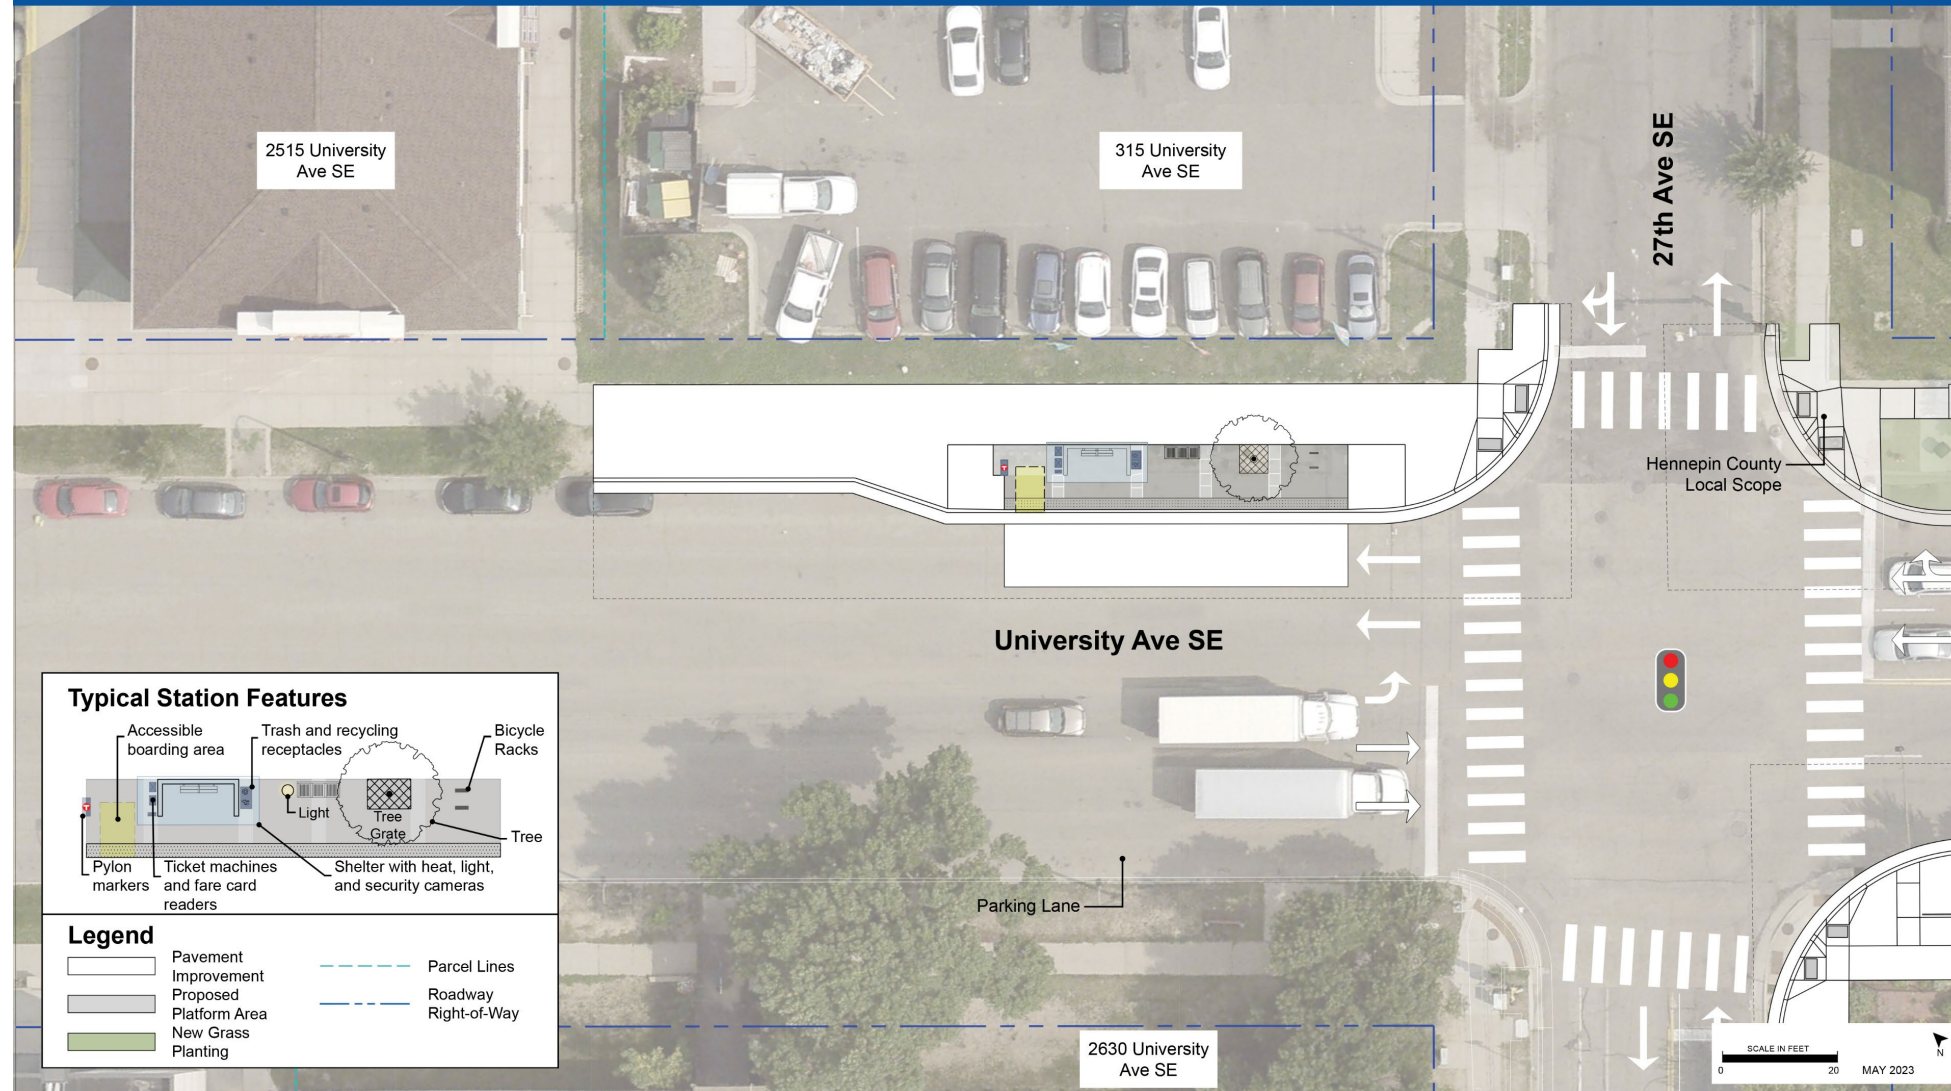 2515 University
Ave SE
315 University
Ave SE
27th Ave SE
Hennepin County
Local Scope
University Ave SE
Parking Lane
2630 University
Ave SE
Typical Station Features
Accessible
boarding area
Trash and recycling
receptacles
Bicycle
Racks
Light
Tree
Grate
Tree
T
T
Pylon
markers
Ticket machines
and fare card
readers
Shelter with heat, light,
and security cameras
Legend
Pavement
Improvement
Proposed
Platform Area
New Grass
Planting
Parcel Lines
Roadway
Right-of-Way
SCALE IN FEET
0 20
MAY 2023
N